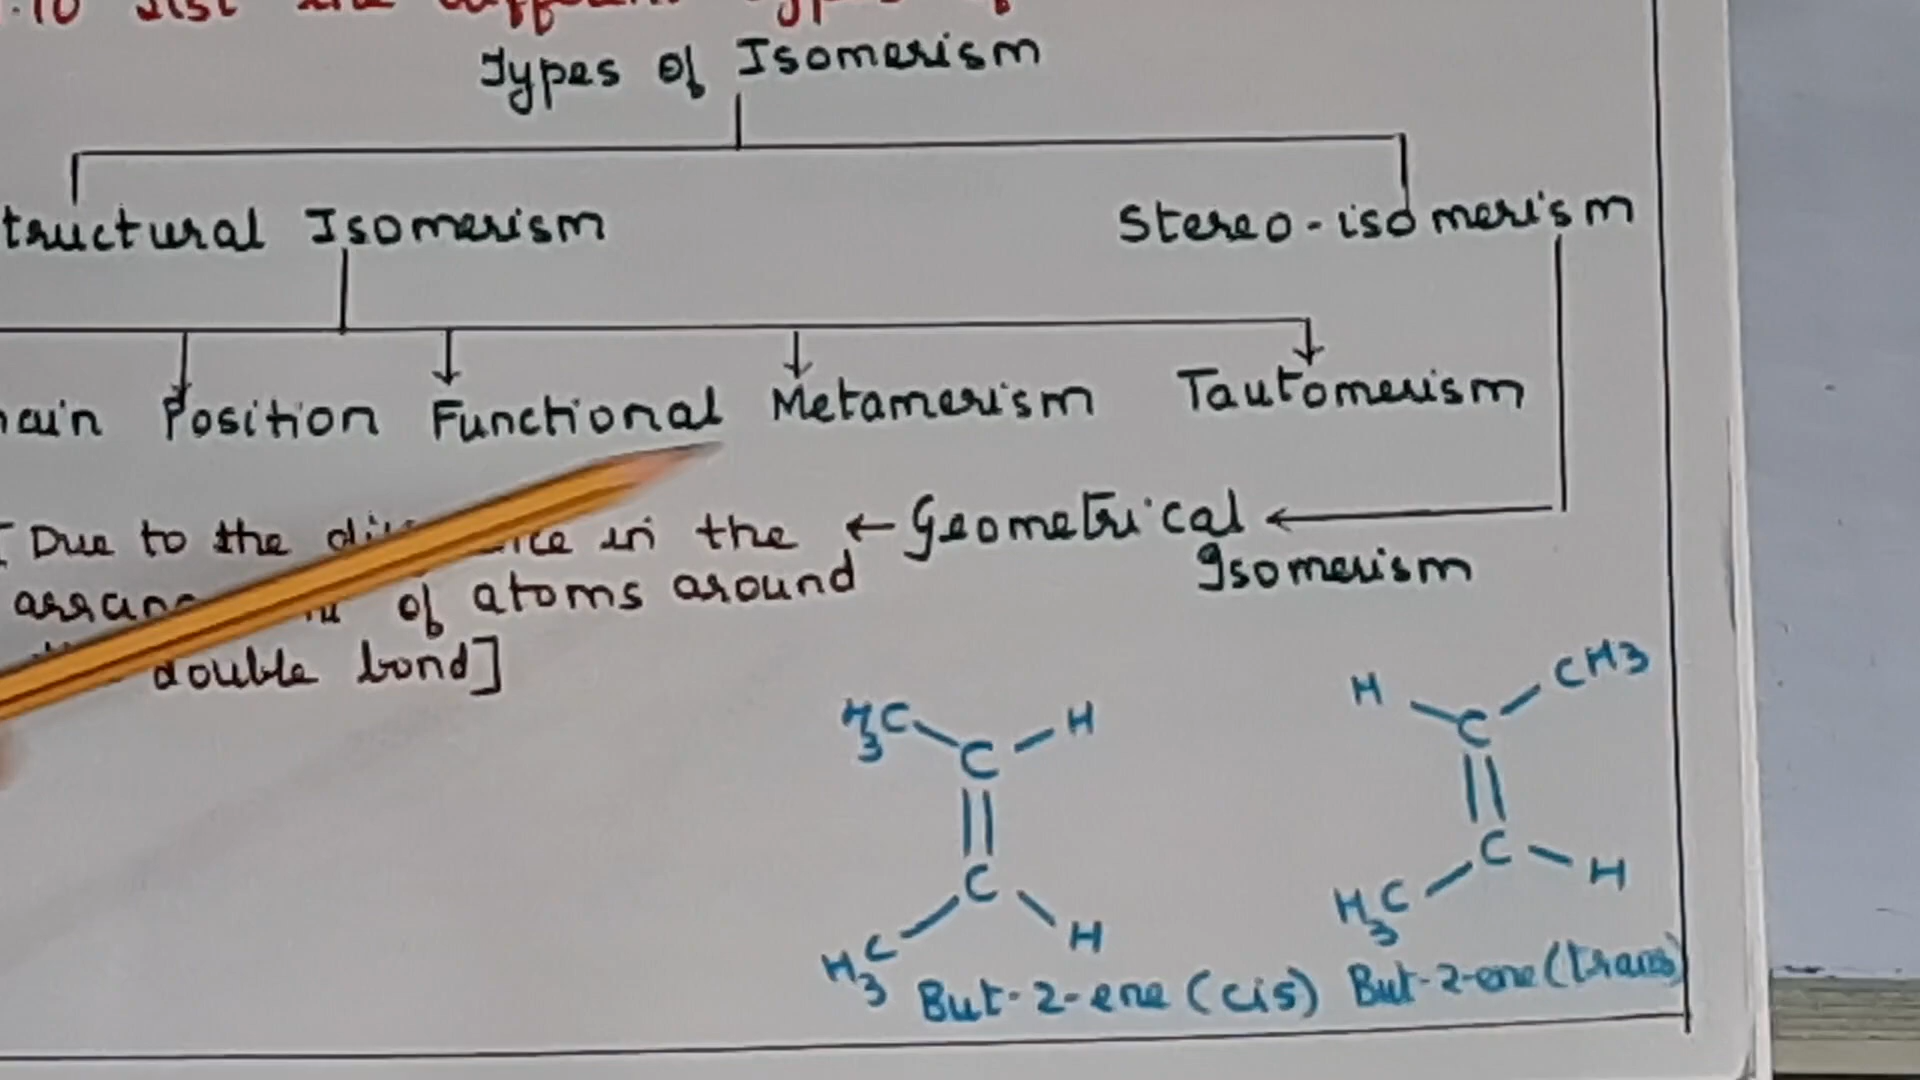 Types of Isomerism
tructural Isomerism Stereo-isomerism
ain Position Functional Metamerism Tautomerism
[Due to the in the ← Geometrical
of atoms around Isomerism
double bond]
H3C H H CH3
C C
C C
H3C H H3C H
But-2-ene (cis) But-2-ene (trans)